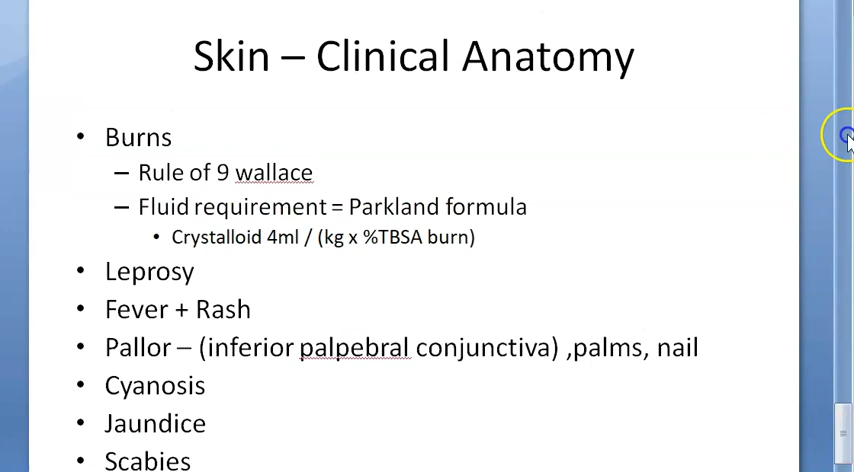 Skin – Clinical Anatomy
• Burns
– Rule of 9 wallace
– Fluid requirement = Parkland formula
• Crystalloid 4ml / (kg x %TBSA burn)
• Leprosy
• Fever + Rash
• Pallor – (inferior palpebral conjunctiva) ,palms, nail
• Cyanosis
• Jaundice
• Scabies